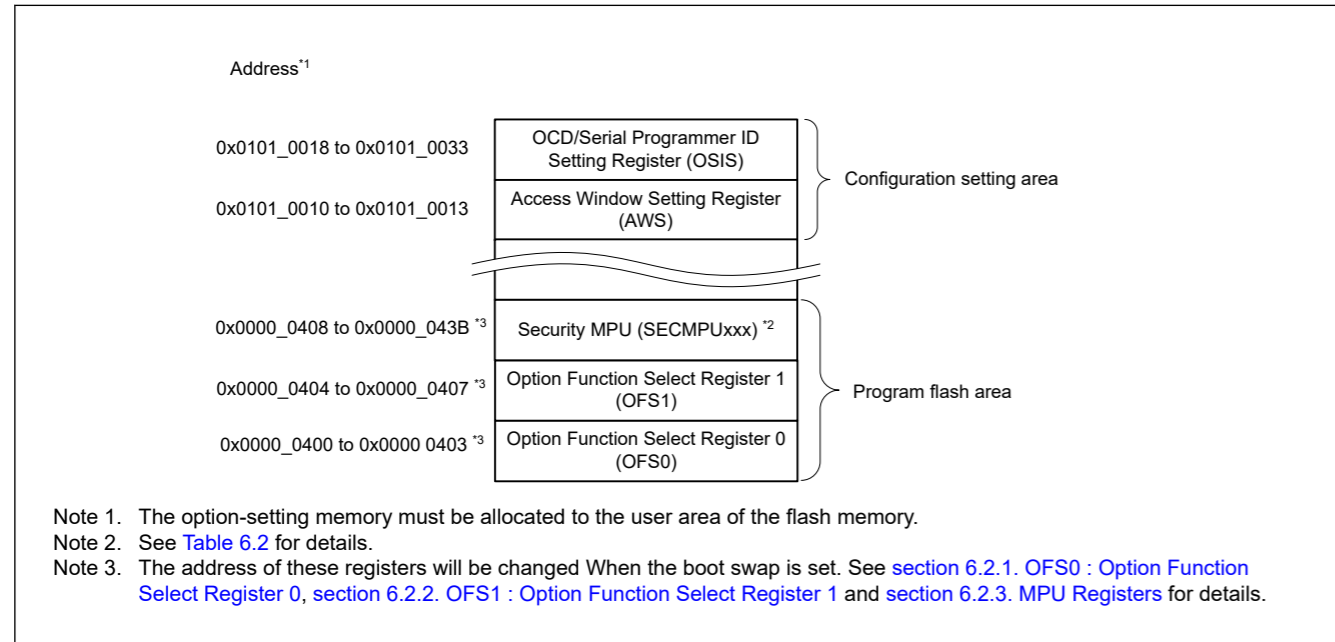 Address*1
0x0101_0018 to 0x0101_0033
OCD/Serial Programmer ID
Setting Register (OSIS)
Configuration setting area
0x0101_0010 to 0x0101_0013
Access Window Setting Register
(AWS)
0x0000_0408 to 0x0000_043B *3
Security MPU (SECMPUxxx) *2
0x0000_0404 to 0x0000_0407 *3
Option Function Select Register 1
(OFS1)
Program flash area
0x0000_0400 to 0x0000 0403 *3
Option Function Select Register 0
(OFS0)
Note 1. The option-setting memory must be allocated to the user area of the flash memory.
Note 2. See Table 6.2 for details.
Note 3. The address of these registers will be changed When the boot swap is set. See section 6.2.1. OFS0 : Option Function
Select Register 0, section 6.2.2. OFS1 : Option Function Select Register 1 and section 6.2.3. MPU Registers for details.